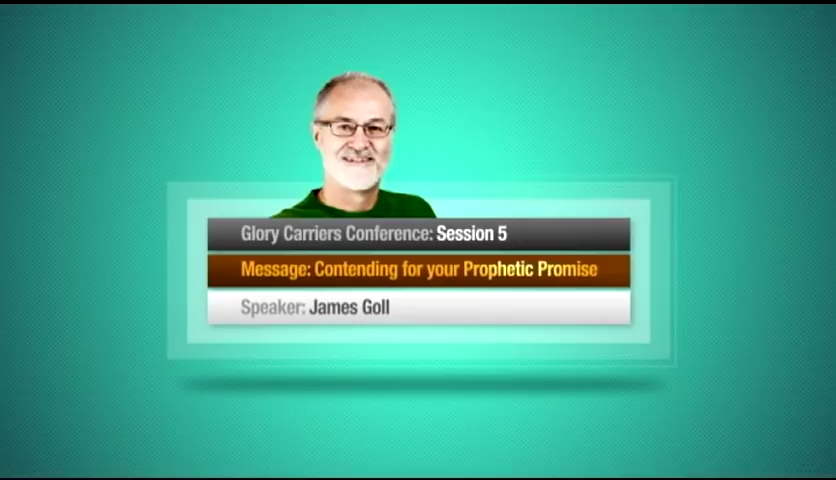 Glory Carriers Conference: Session 5
Message: Contending for your Prophetic Promise
Speaker: James Goll